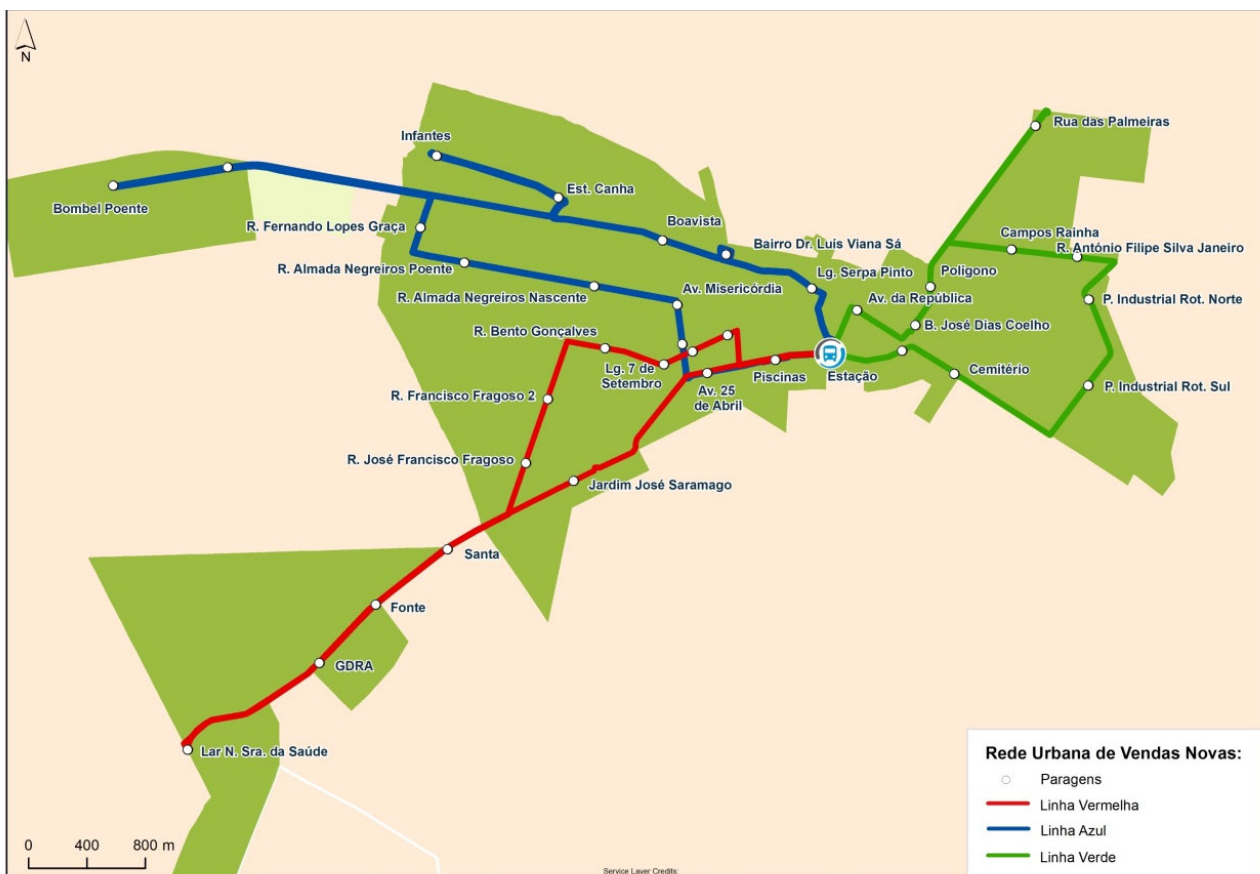 N
Infantes
Rua das Palmeiras
Est. Canha
Bombel Poente
Boavista
R. Fernando Lopes Graça
Campos Rainha
Bairro Dr. Luís Viana Sá
R. António Filipe Silva Janeiro
R. Almada Negreiros Poente
Lg. Serpa Pinto
Polígono
R. Almada Negreiros Nascente
Av. Misericórdia
Av. da República
P. Industrial Rot. Norte
R. Bento Gonçalves
B. José Dias Coelho
Lg. 7 de
Setembro
Piscinas
Estação
Cemitério
Av. 25
de Abril
P. Industrial Rot. Sul
R. Francisco Fragoso 2
R. José Francisco Fragoso
Jardim José Saramago
Santa
Fonte
GDRA
Lar N. Sra. da Saúde
Rede Urbana de Vendas Novas:
Paragens
Linha Vermelha
Linha Azul
Linha Verde
0 400 800 m
Service Layer Credits: